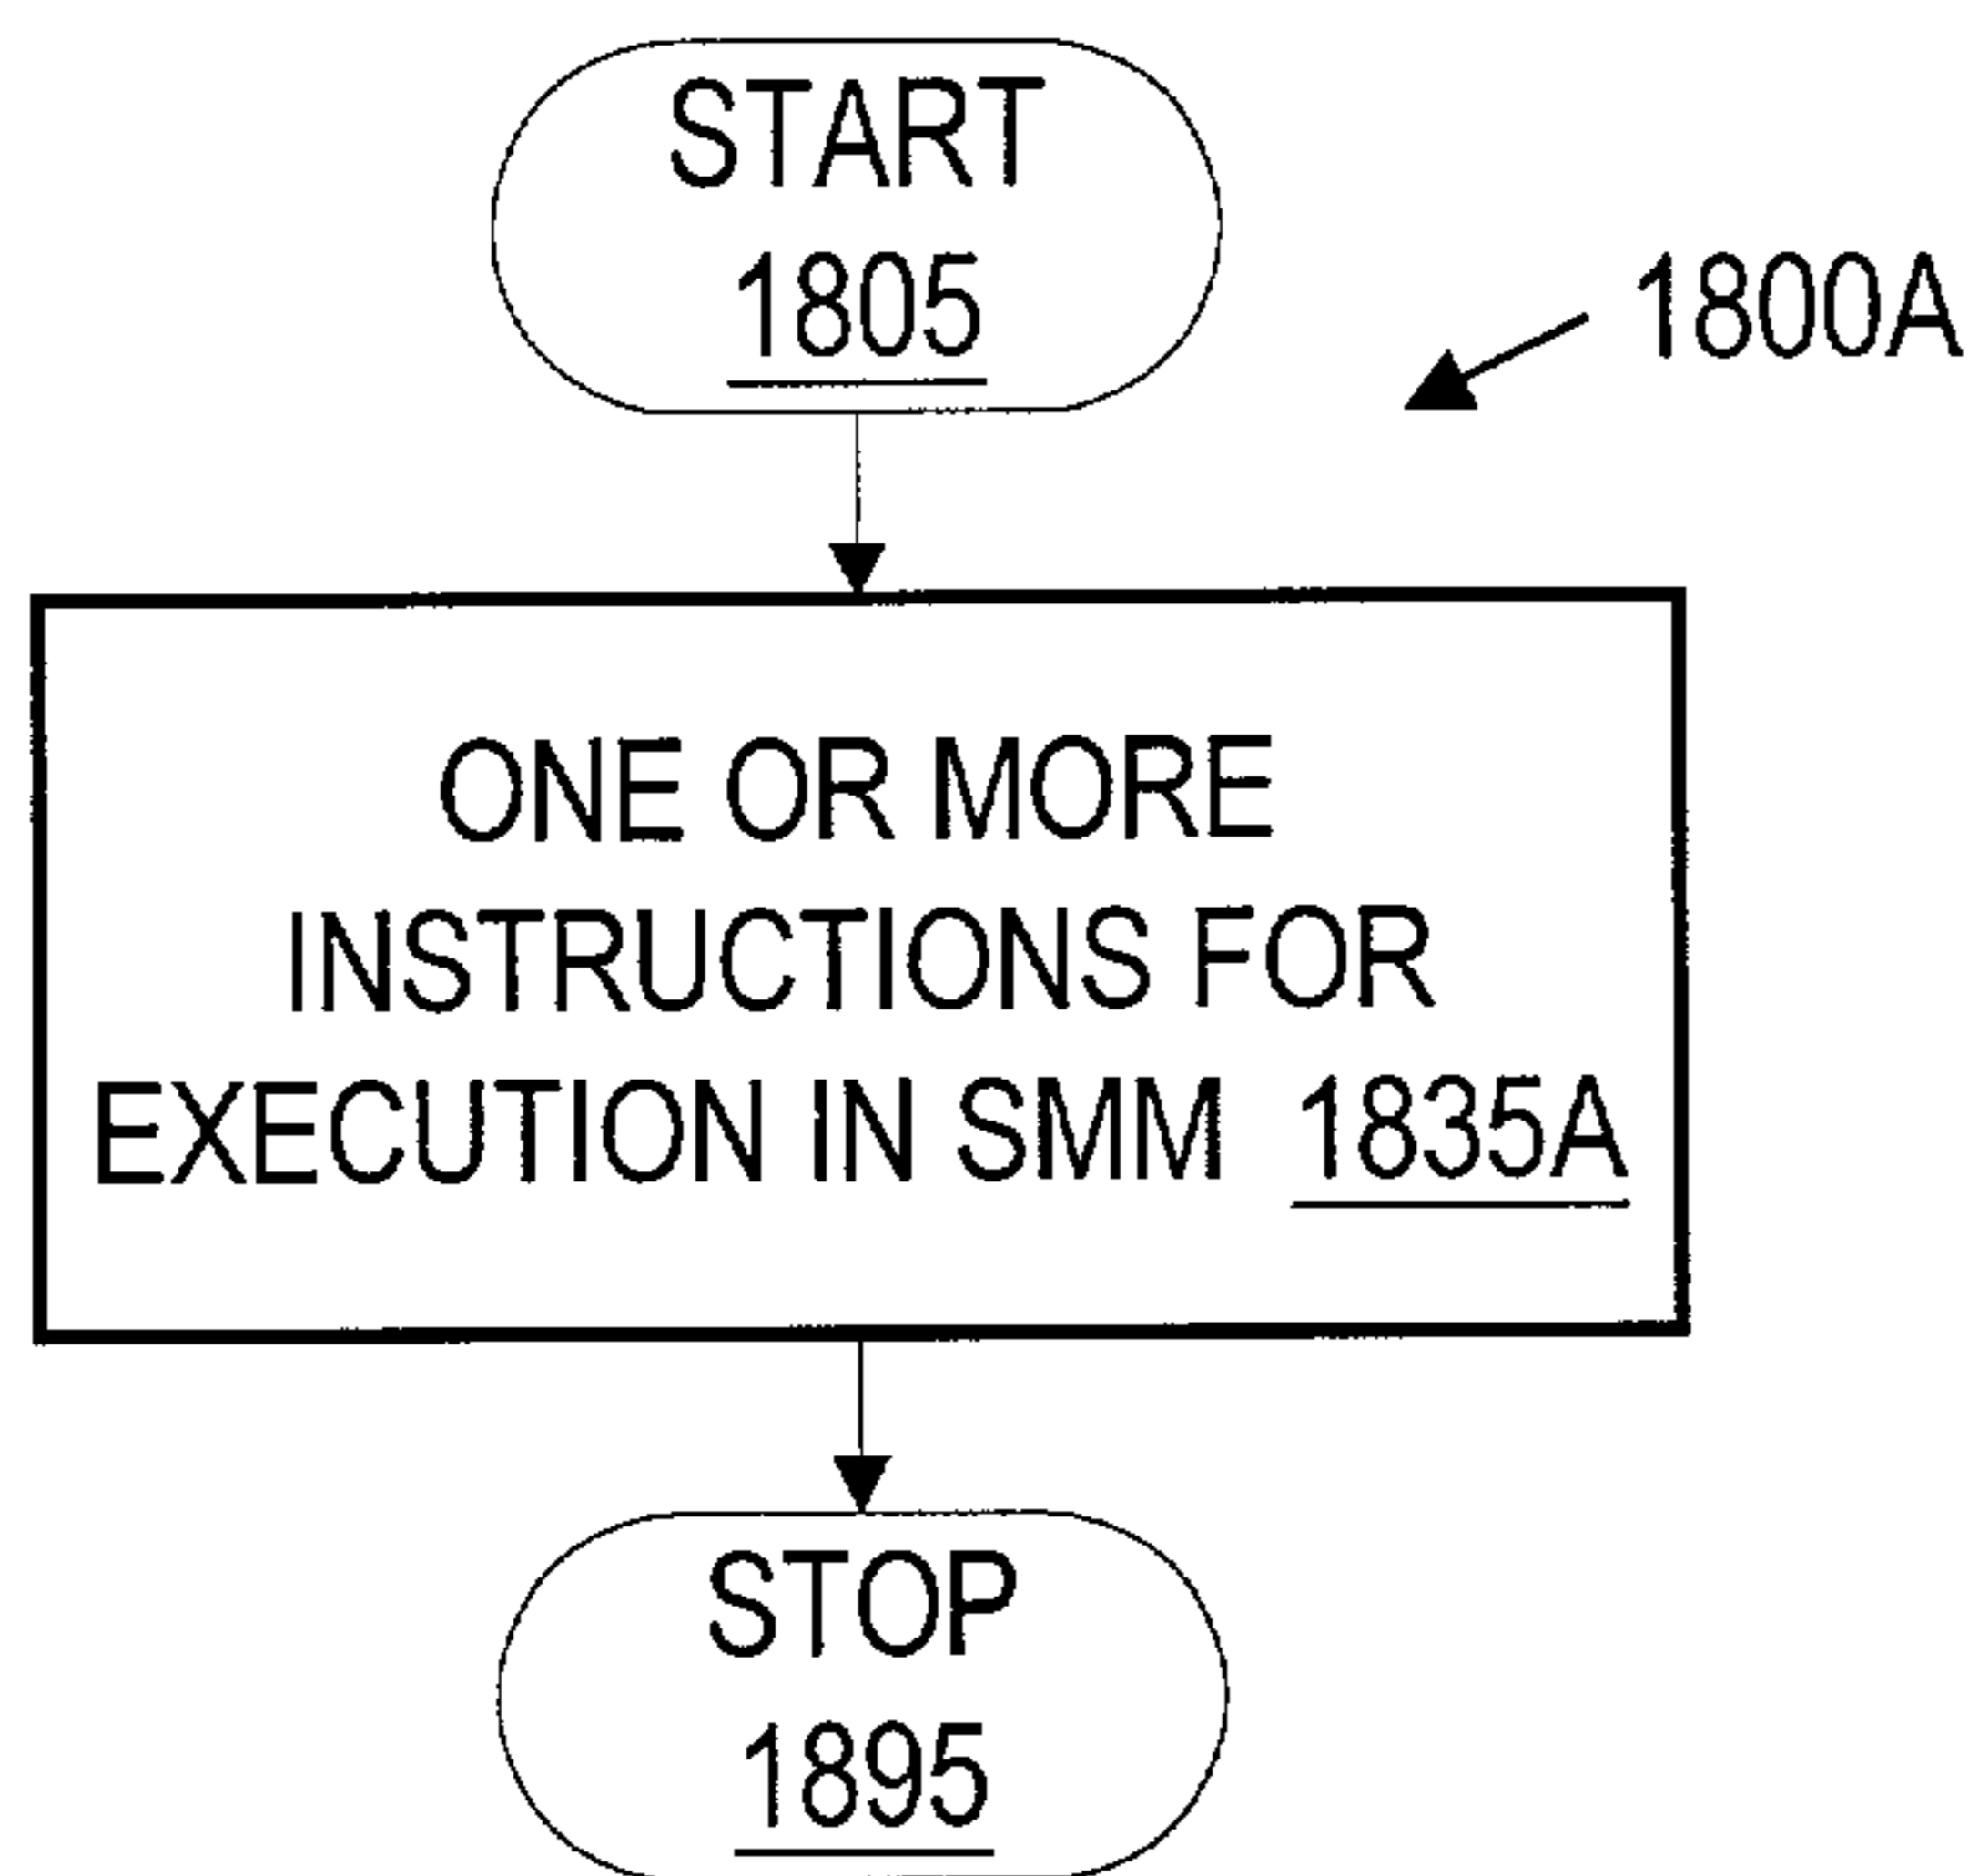 START
1805
1800A
ONE OR MORE
INSTRUCTIONS FOR
EXECUTION IN SMM 1835A
STOP
1895